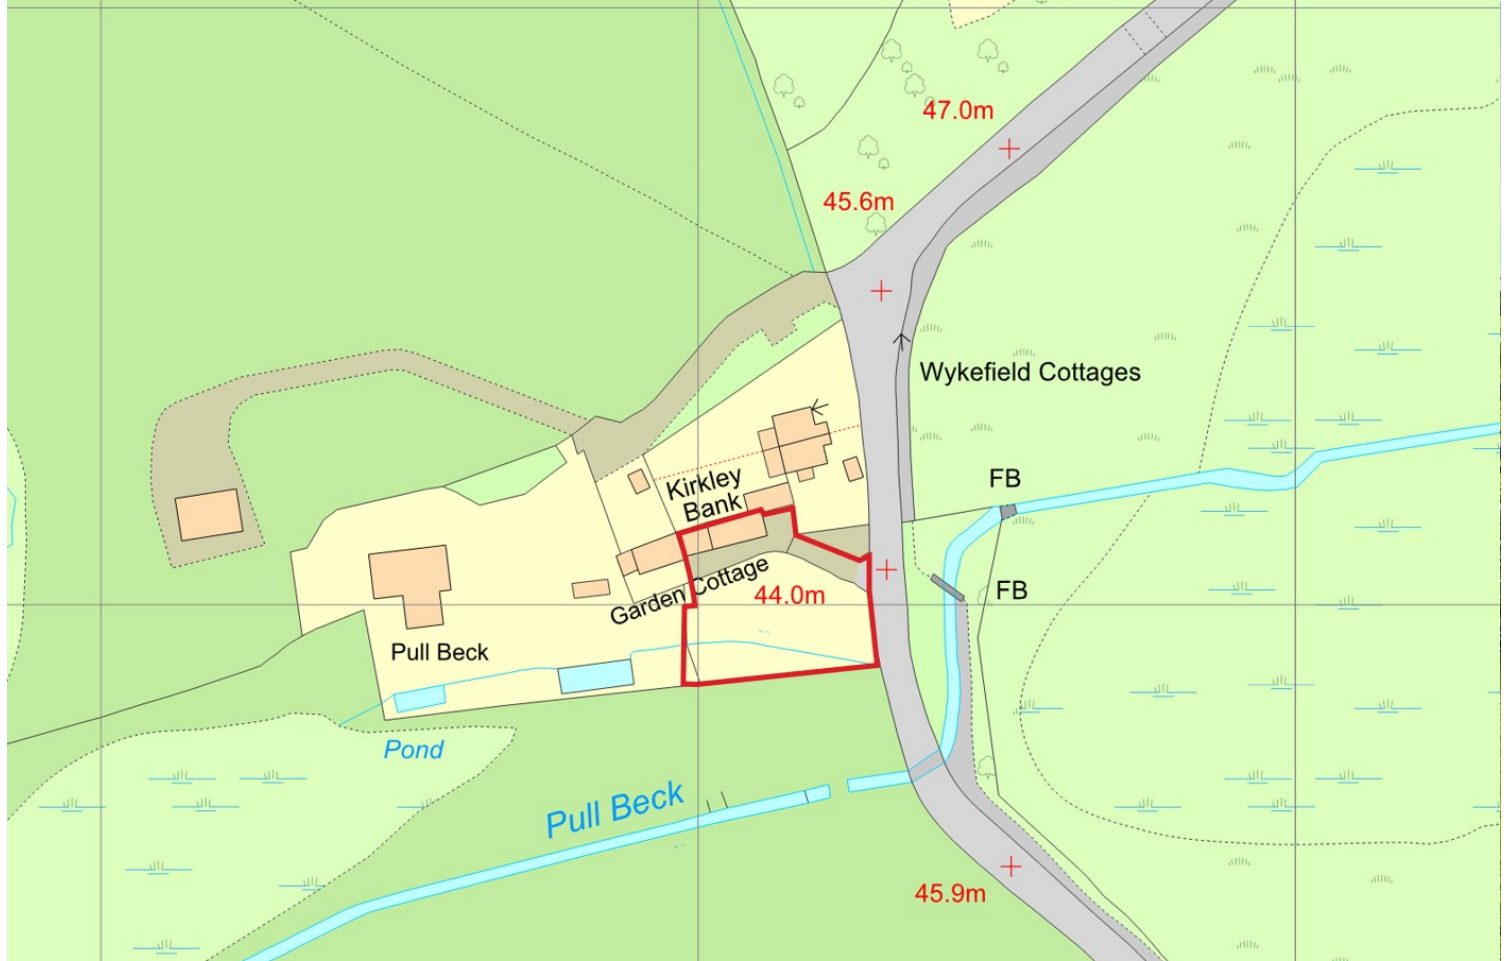 47.0m
45.6m
Wykefield Cottages
Kirkley
Bank
FB
Garden Cottage
44.0m
FB
Pull Beck
Pond
Pull Beck
45.9m